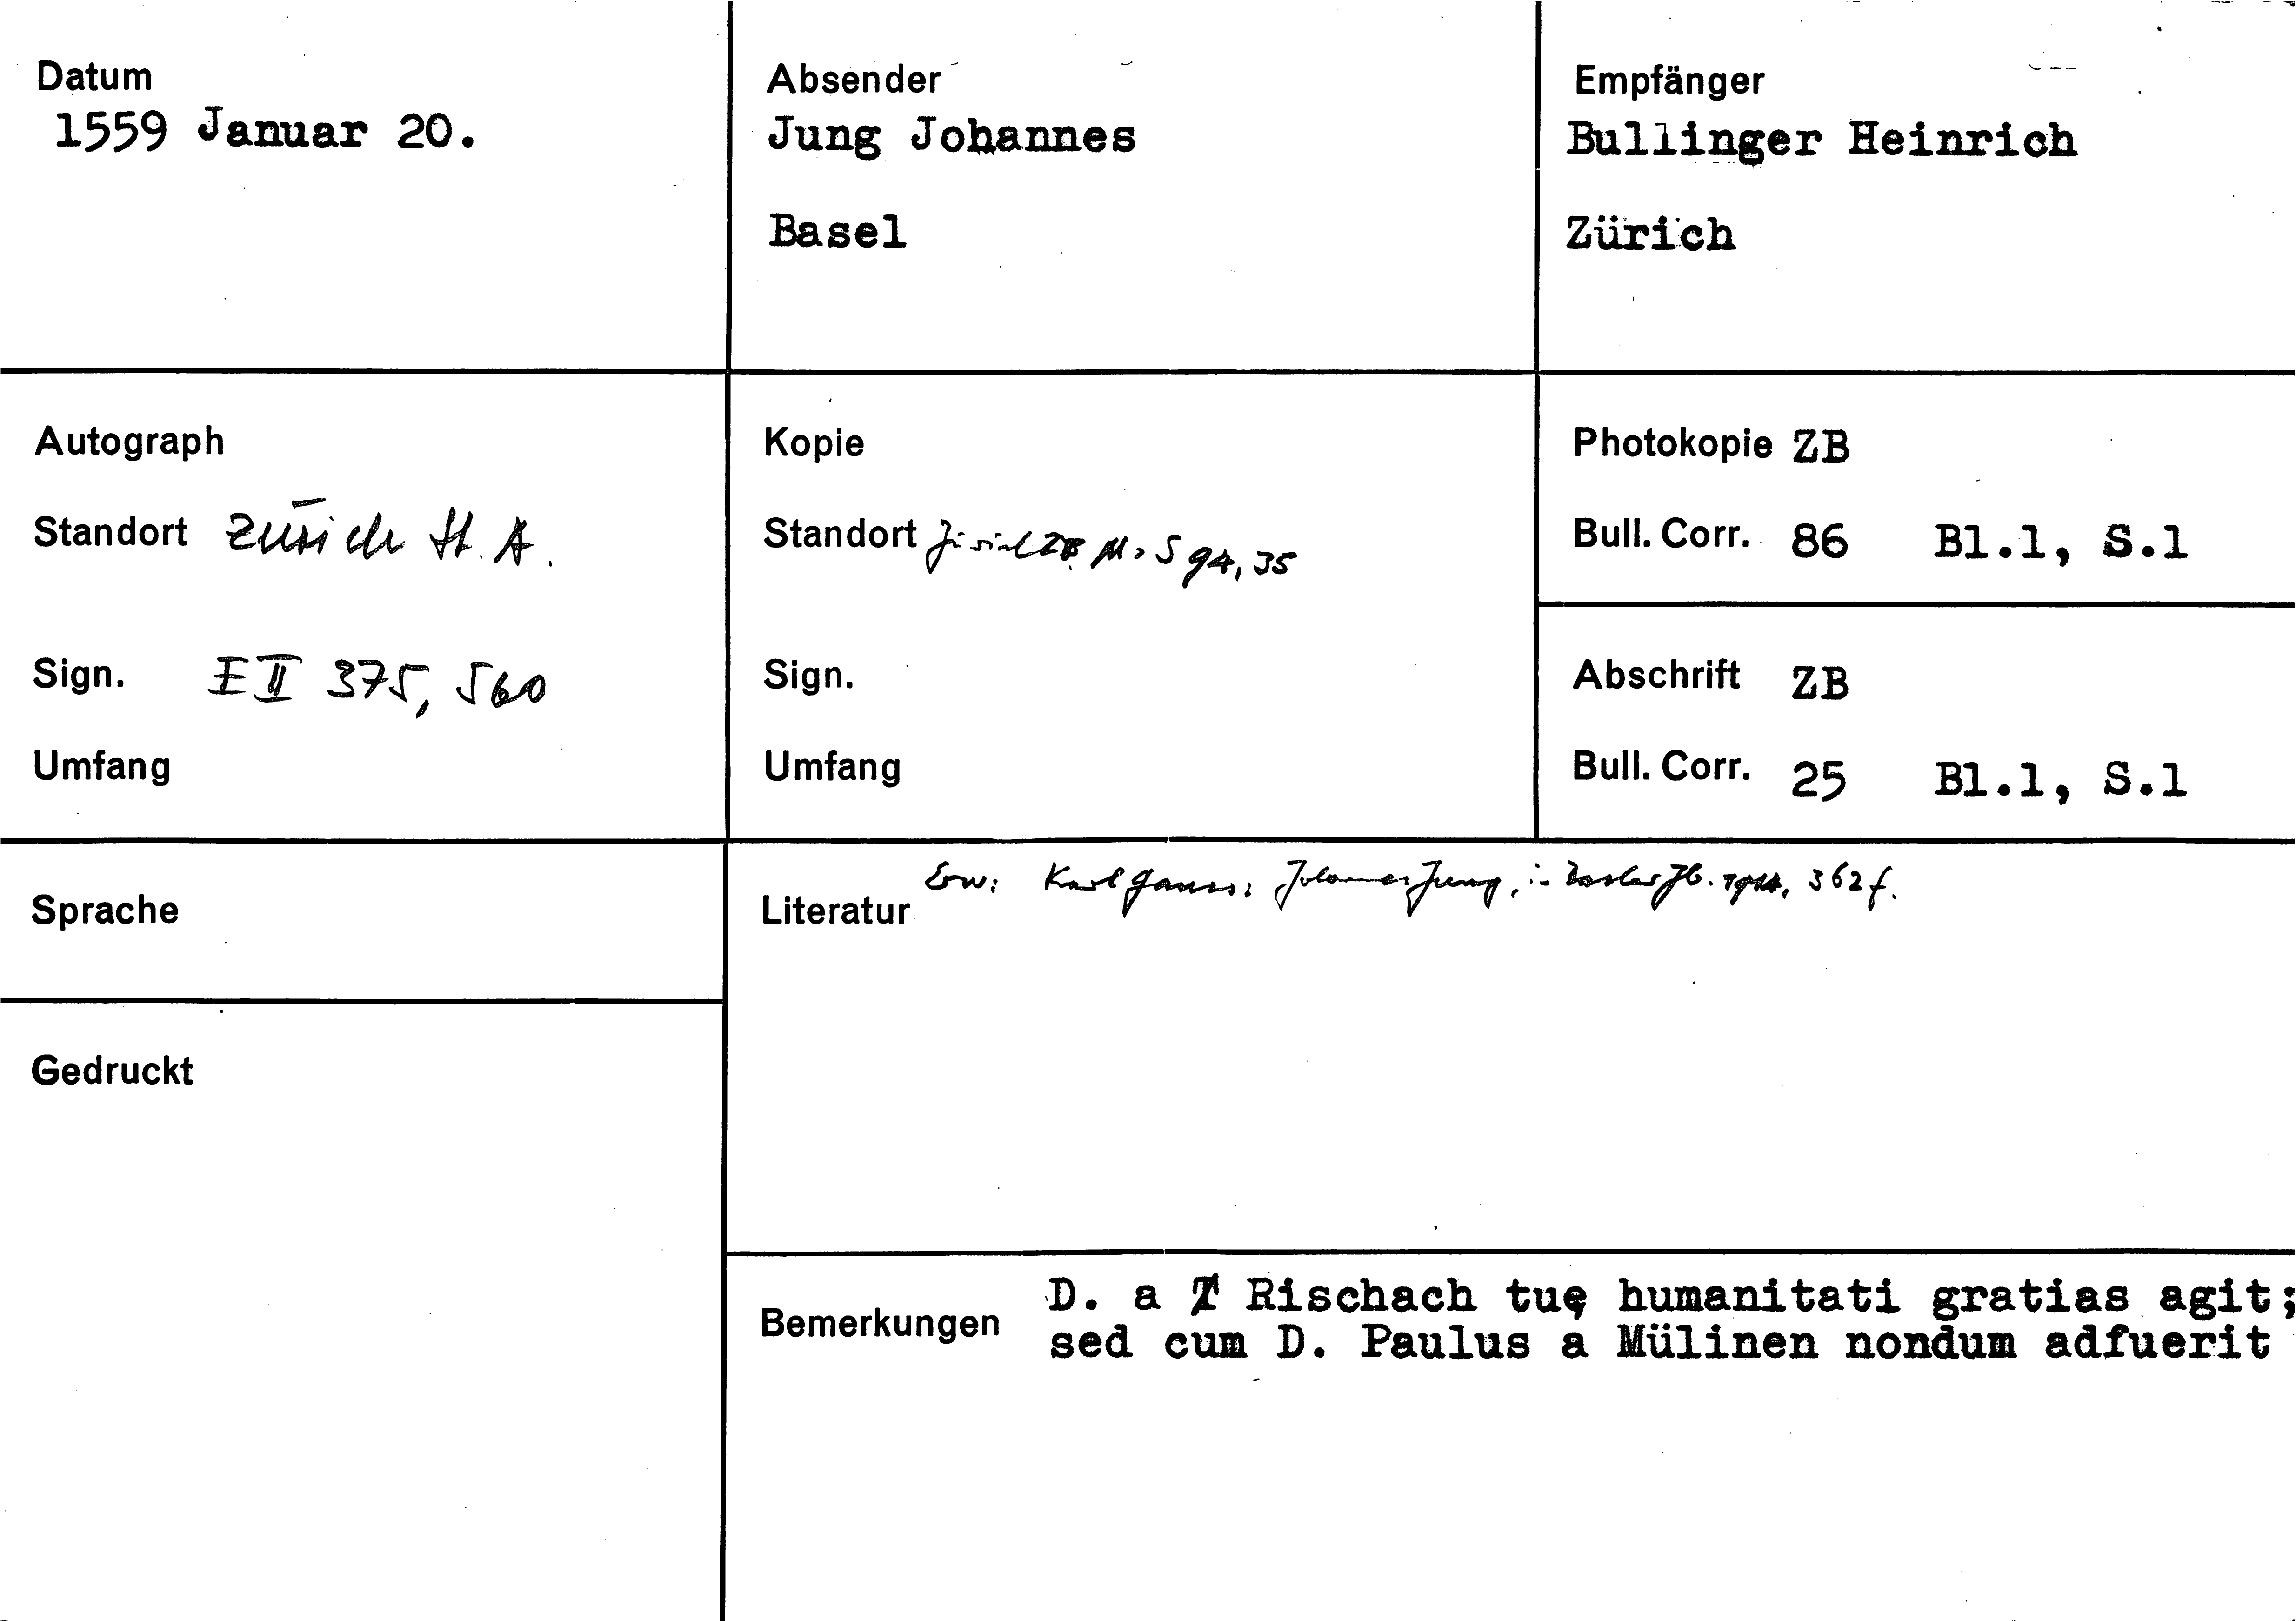 Datum
1559 Januar 20.
Absender
Jung Johannes
Basel
Empfänger
Bullinger Heinrich
Zürich
Autograph
Standort Zürich St. A.
Sign. E II 375, 560
Umfang
Kopie
Standort Zürich ZB Ms S 94, 35
Sign.
Umfang
Photokopie ZB
Bull. Corr. 86 Bl.1, S.1
Abschrift ZB
Bull. Corr. 25 Bl.1, S.1
Sprache
Gedruckt
Literatur Erw: Karl Gauss: Johannes Jung, in Basler Jb. 362f.
Bemerkungen D. a Rischach tuę humanitati gratias agit;
sed cum D. Paulus a Mülinen nondum adfuerit